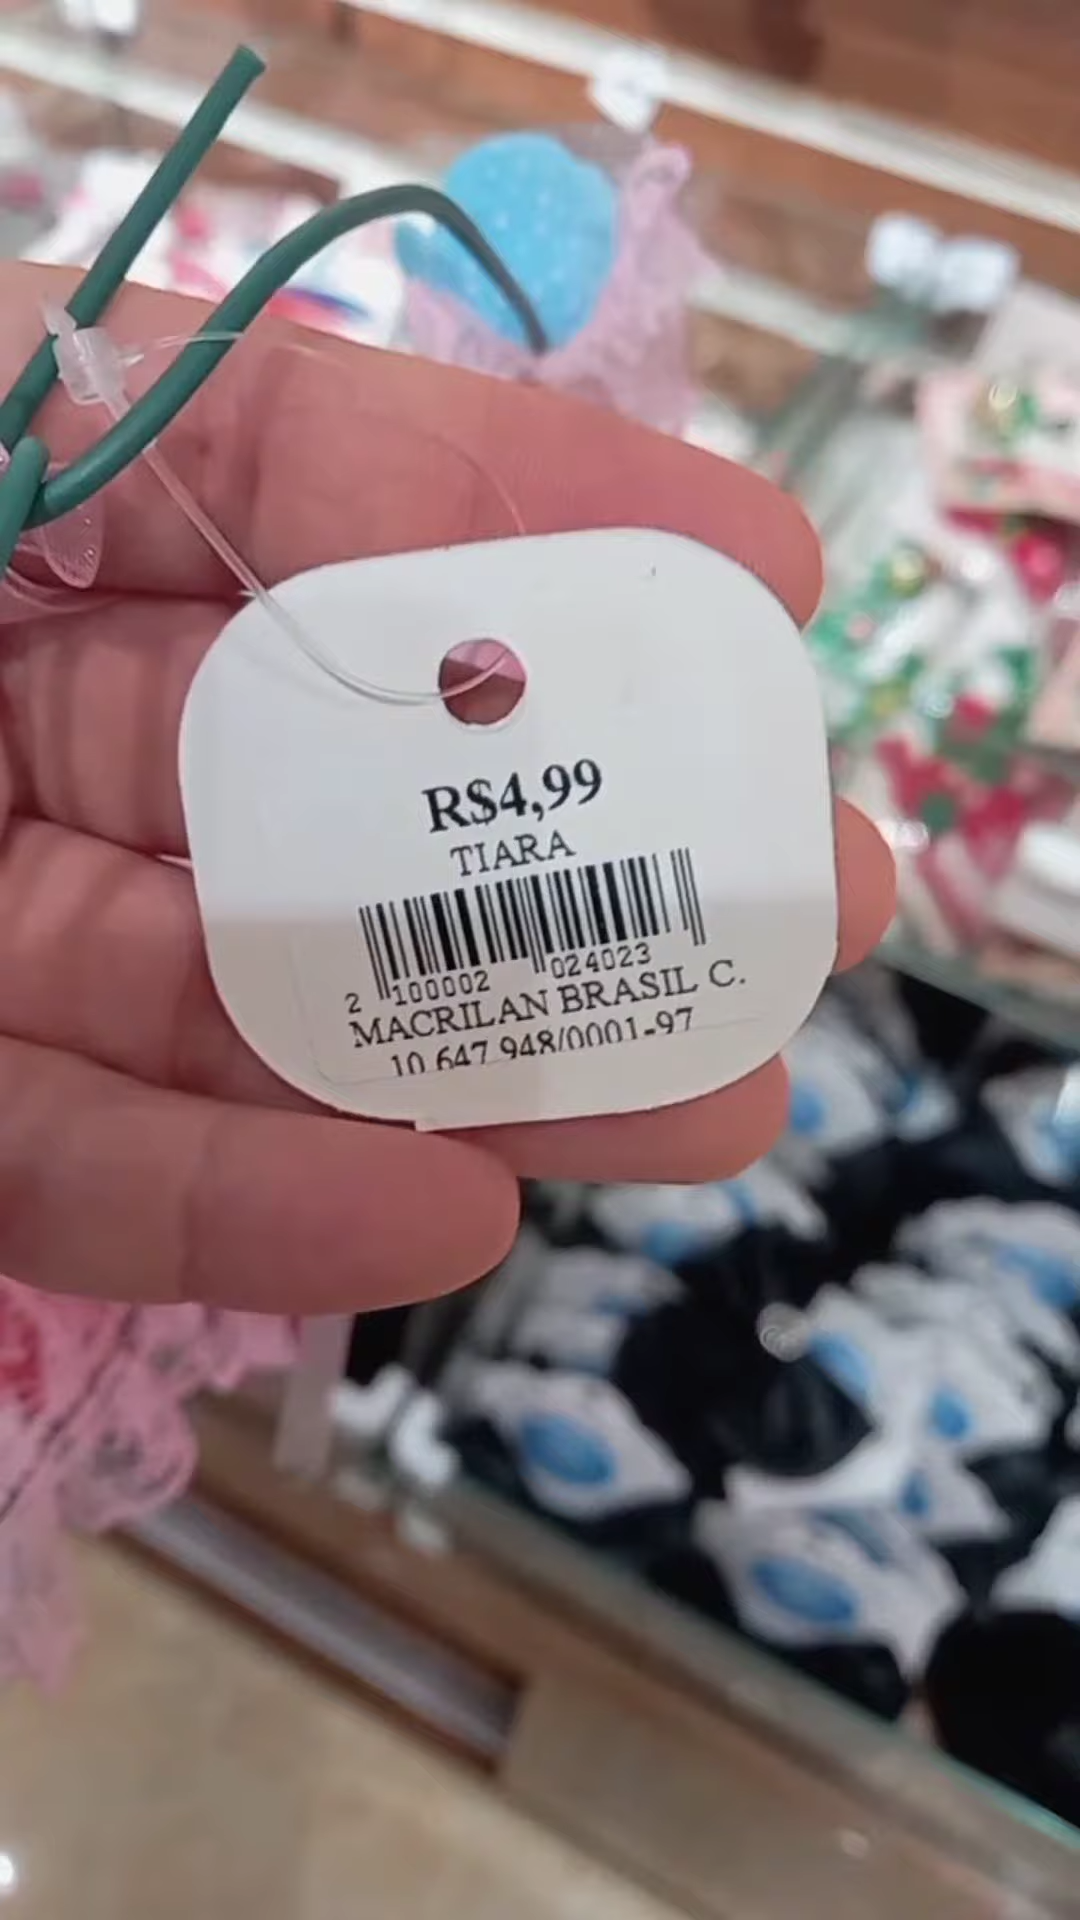 R$4,99
TIARA
2 100002 024023
MACRILAN BRASIL C.
10.647.948/0001-97